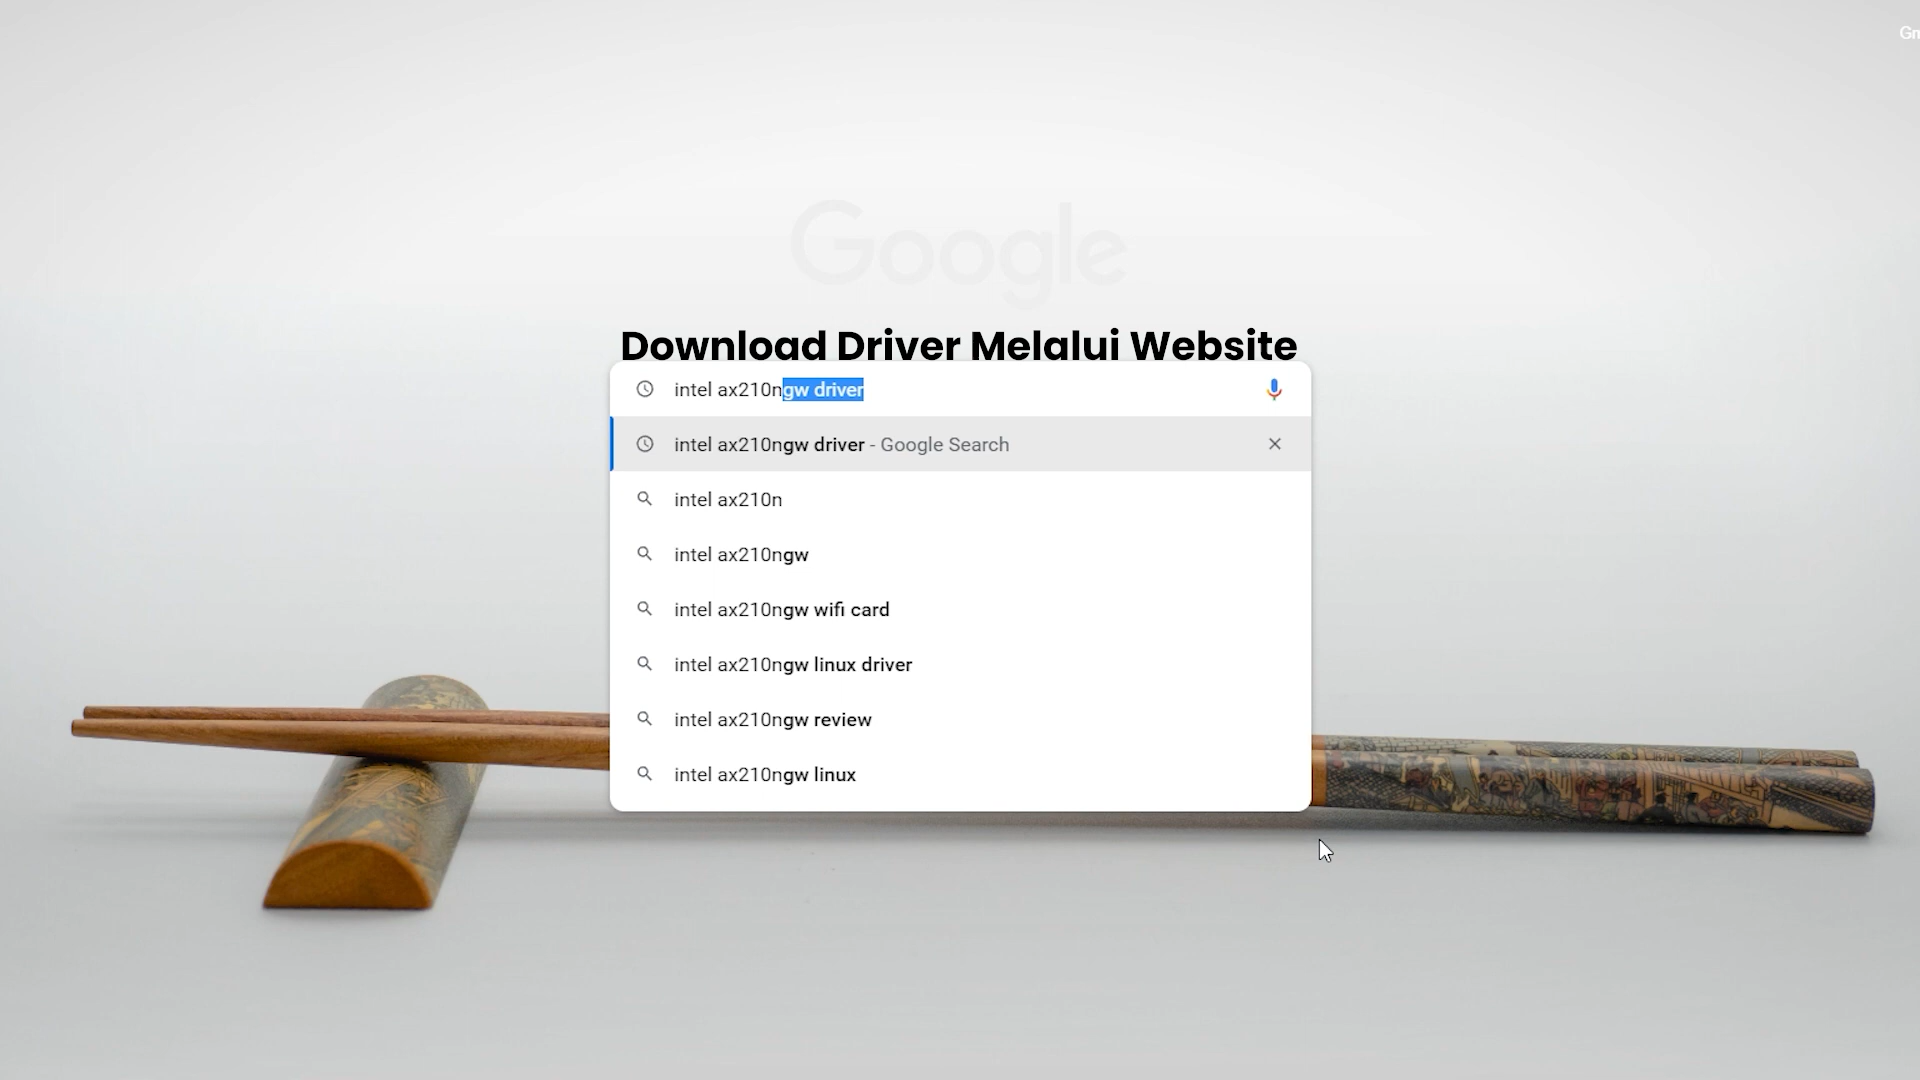 Gm
Google
Download Driver Melalui Website
intel ax210ngw driver
intel ax210ngw driver - Google Search
intel ax210n
intel ax210ngw
intel ax210ngw wifi card
intel ax210ngw linux driver
intel ax210ngw review
intel ax210ngw linux